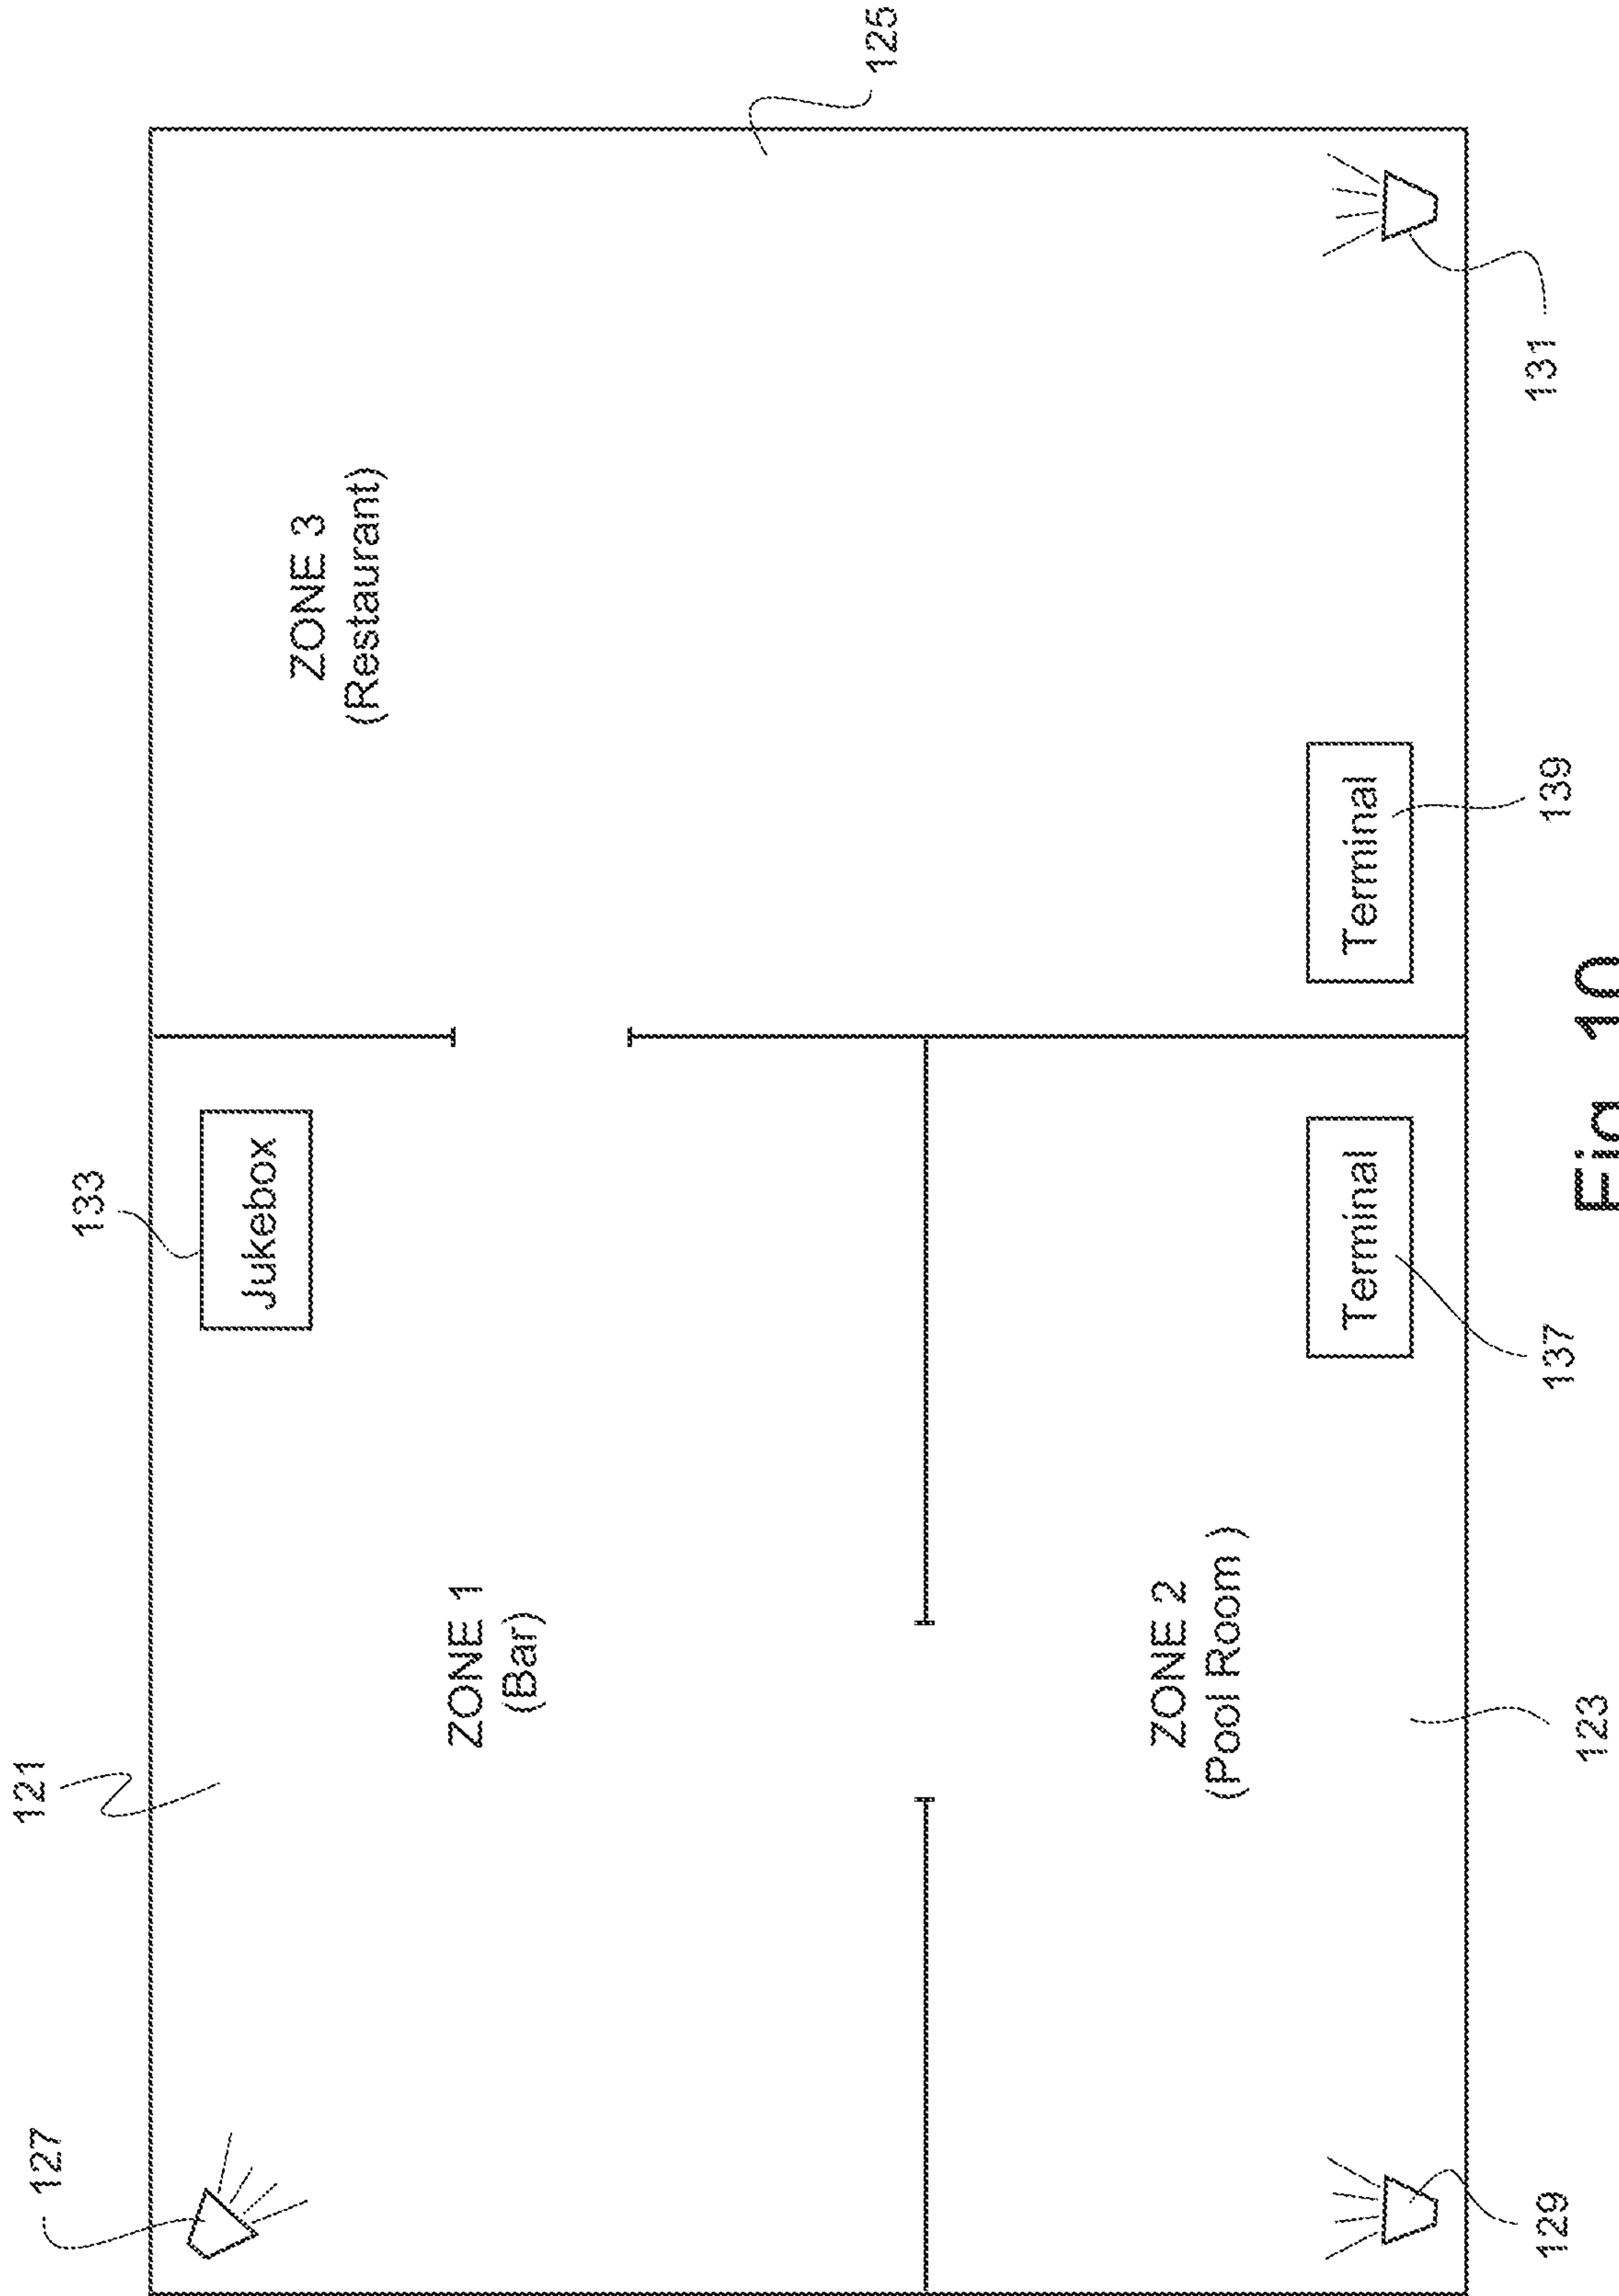 127
121
133
Jukebox
ZONE 3
(Restaurant)
ZONE 1
(Bar)
125
ZONE 2
(Pool Room )
Terminal
Terminal
129
123
137
139
131
Fig 10